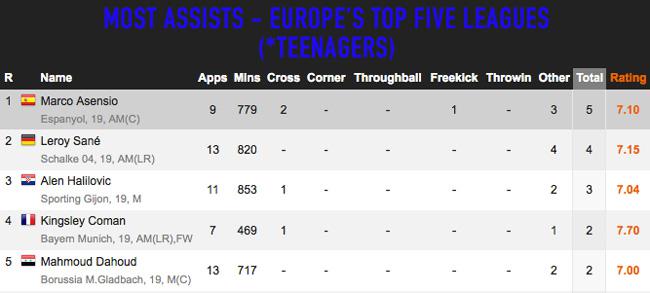 MOST ASSISTS - EUROPE'S TOP FIVE LEAGUES
(*TEENAGERS)
R Name Apps Mins Cross Corner Throughball Freekick Throwin Other Total Rating
1 Marco Asensio 9 779 2 - - 1 - 3 5 7.10
Espanyol, 19, AM(C)
2 Leroy Sané 13 820 - - - - - 4 4 7.15
Schalke 04, 19, AM(LR)
3 Alen Halilovic 11 853 1 - - - - 2 3 7.04
Sporting Gijon, 19, M
4 Kingsley Coman 7 469 1 - - - - 1 2 7.70
Bayern Munich, 19, AM(LR),FW
5 Mahmoud Dahoud 13 717 - - - - - 2 2 7.00
Borussia M.Gladbach, 19, M(C)